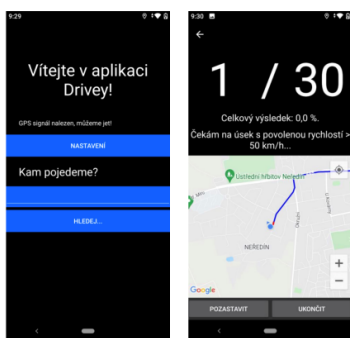 9:29
Vítejte v aplikaci
Drivey!
GPS signál nalezen, můžeme jet!
NASTAVENÍ
Kam pojedeme?
HLEDEJ...
9:30
1 / 30
Celkový výsledek: 0,0 %.
Čekám na úsek s povolenou rychlostí >
50 km/h...
Ústřední hřbitov Neředín
NEŘEDÍN
Google
POZASTAVIT
UKONČIT